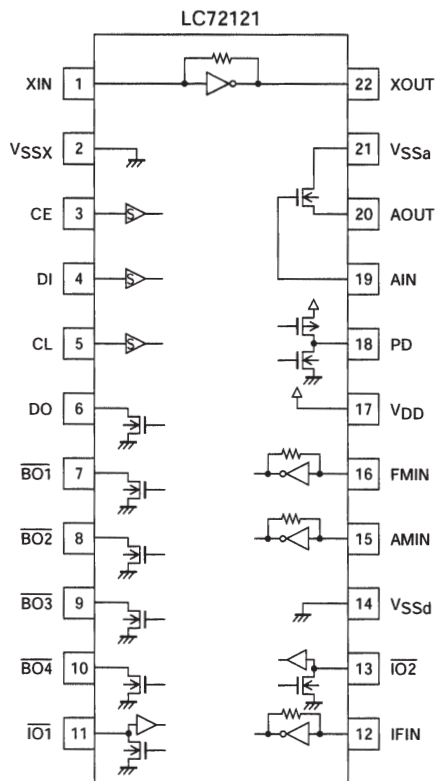 LC72121
XIN 1
22 XOUT
VSSX 2
21 VSSa
CE 3 S
20 AOUT
DI 4 S
19 AIN
CL 5 S
18 PD
DO 6
17 VDD
BO1 7
16 FMIN
BO2 8
15 AMIN
BO3 9
14 VSSd
BO4 10
13 IO2
IO1 11
12 IFIN